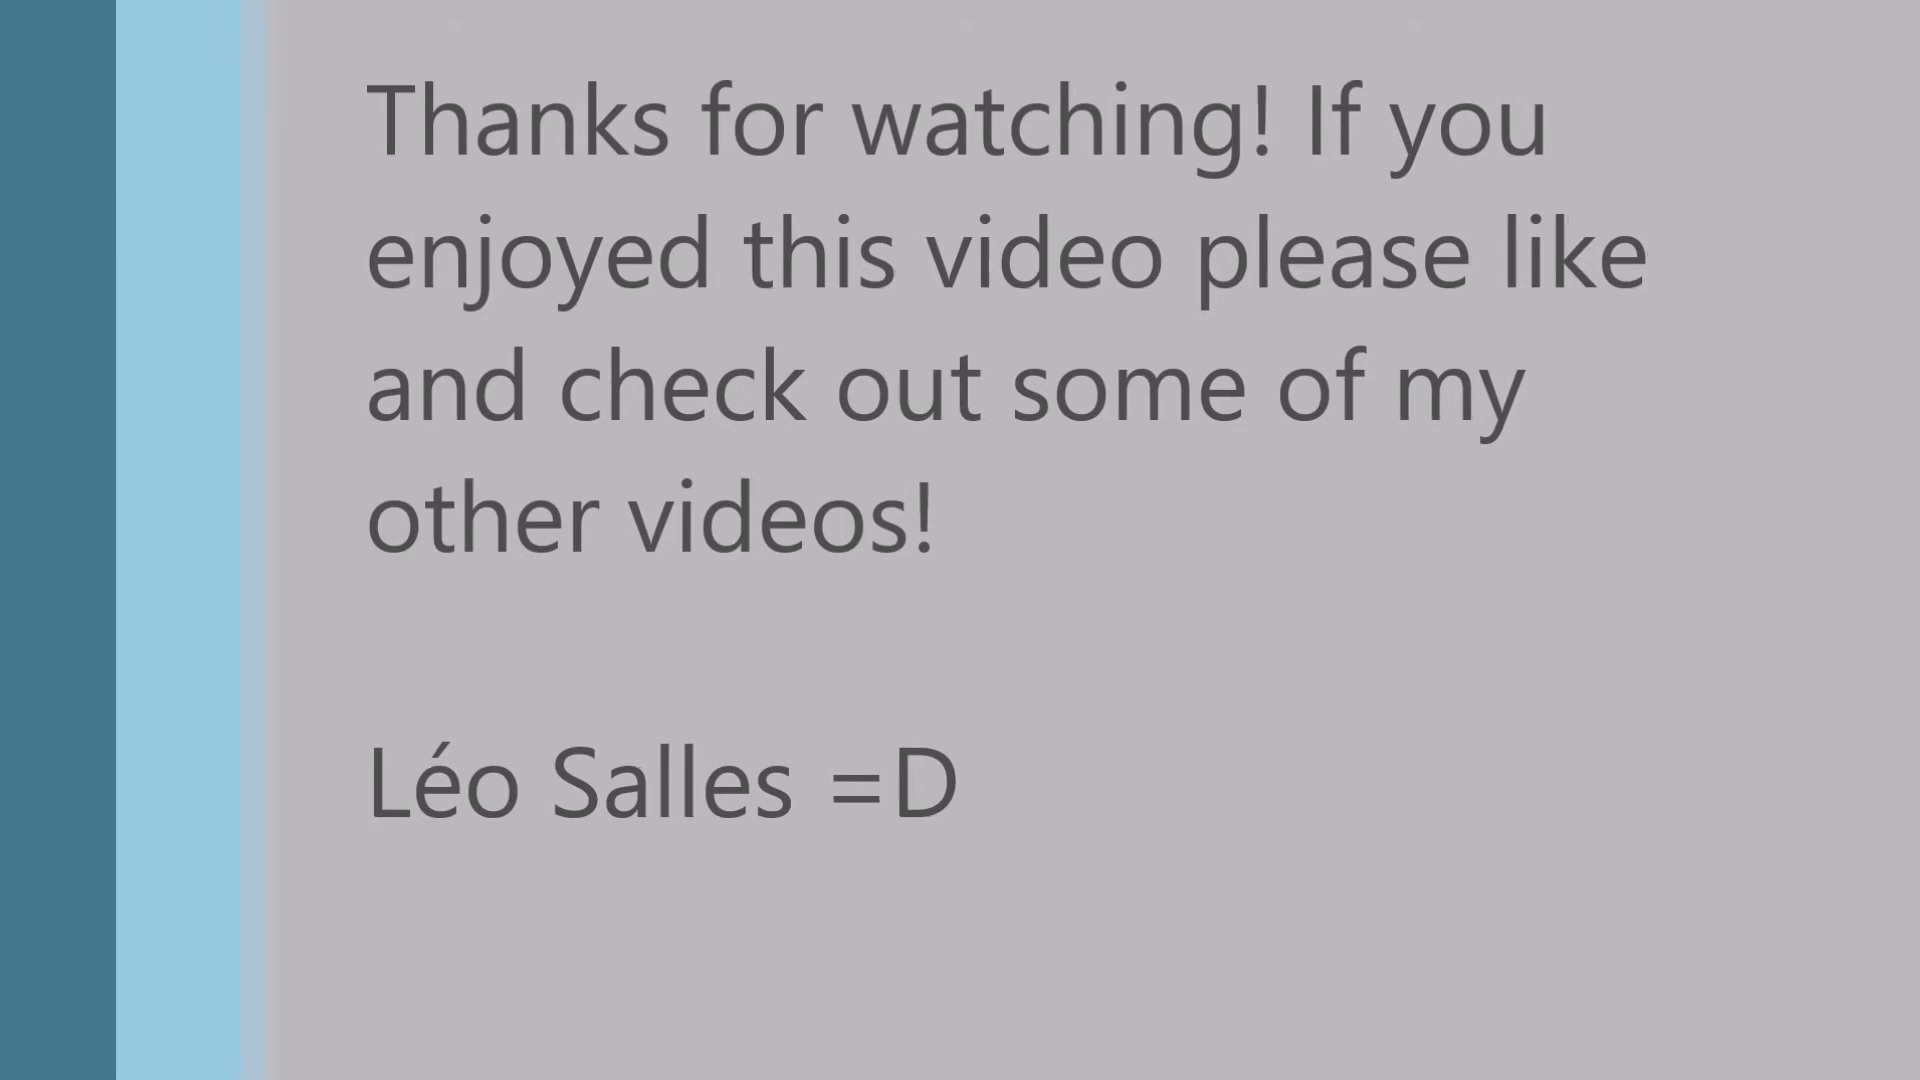 Thanks for watching! If you
enjoyed this video please like
and check out some of my
other videos!
Léo Salles =D